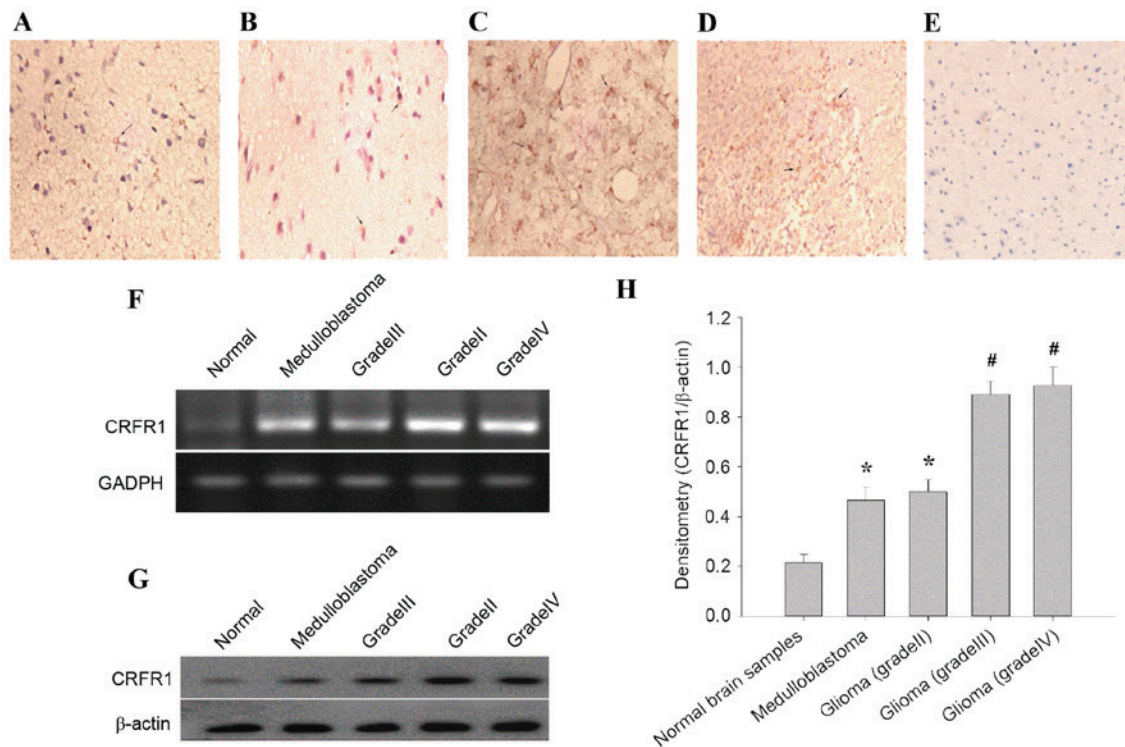 A
B
C
D
E
F
Normal
Medulloblastoma
GradeIII
GradeII
GradeIV
CRFR1
GADPH
G
Normal
Medulloblastoma
GradeIII
GradeII
GradeIV
CRFR1
β-actin
H
Densitometry (CRFR1/β-actin)
1.2
1.0
0.8
0.6
0.4
0.2
0.0
*
*
#
#
Normal brain samples
Medulloblastoma
Glioma (gradeII)
Glioma (gradeIII)
Glioma (gradeIV)